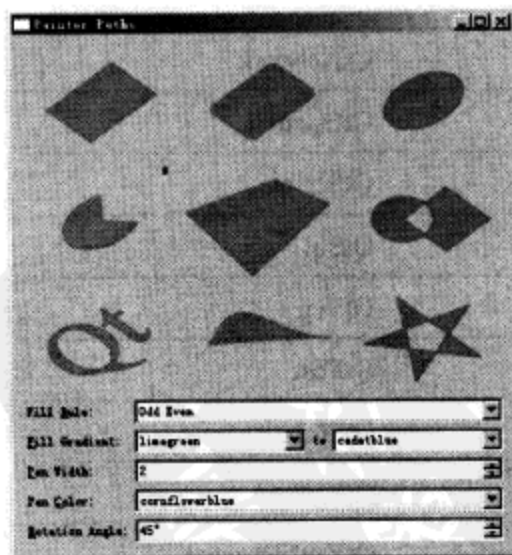 Painter Paths
Qt
Fill Rule: Odd Even
Fill Gradient: limegreen to cadetblue
Pen Width: 2
Pen Color: cornflowerblue
Rotation Angle: 45°